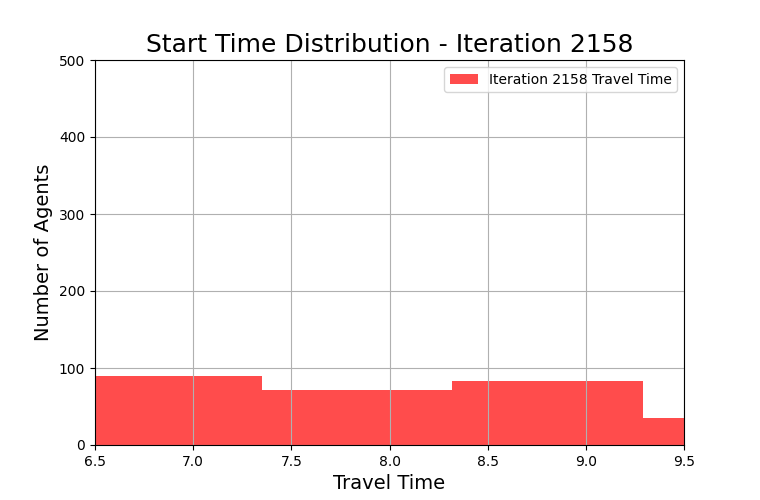 Start Time Distribution - Iteration 2158
500
Iteration 2158 Travel Time
400
300
200
100
0
Number of Agents
6.5 7.0 7.5 8.0 8.5 9.0 9.5
Travel Time